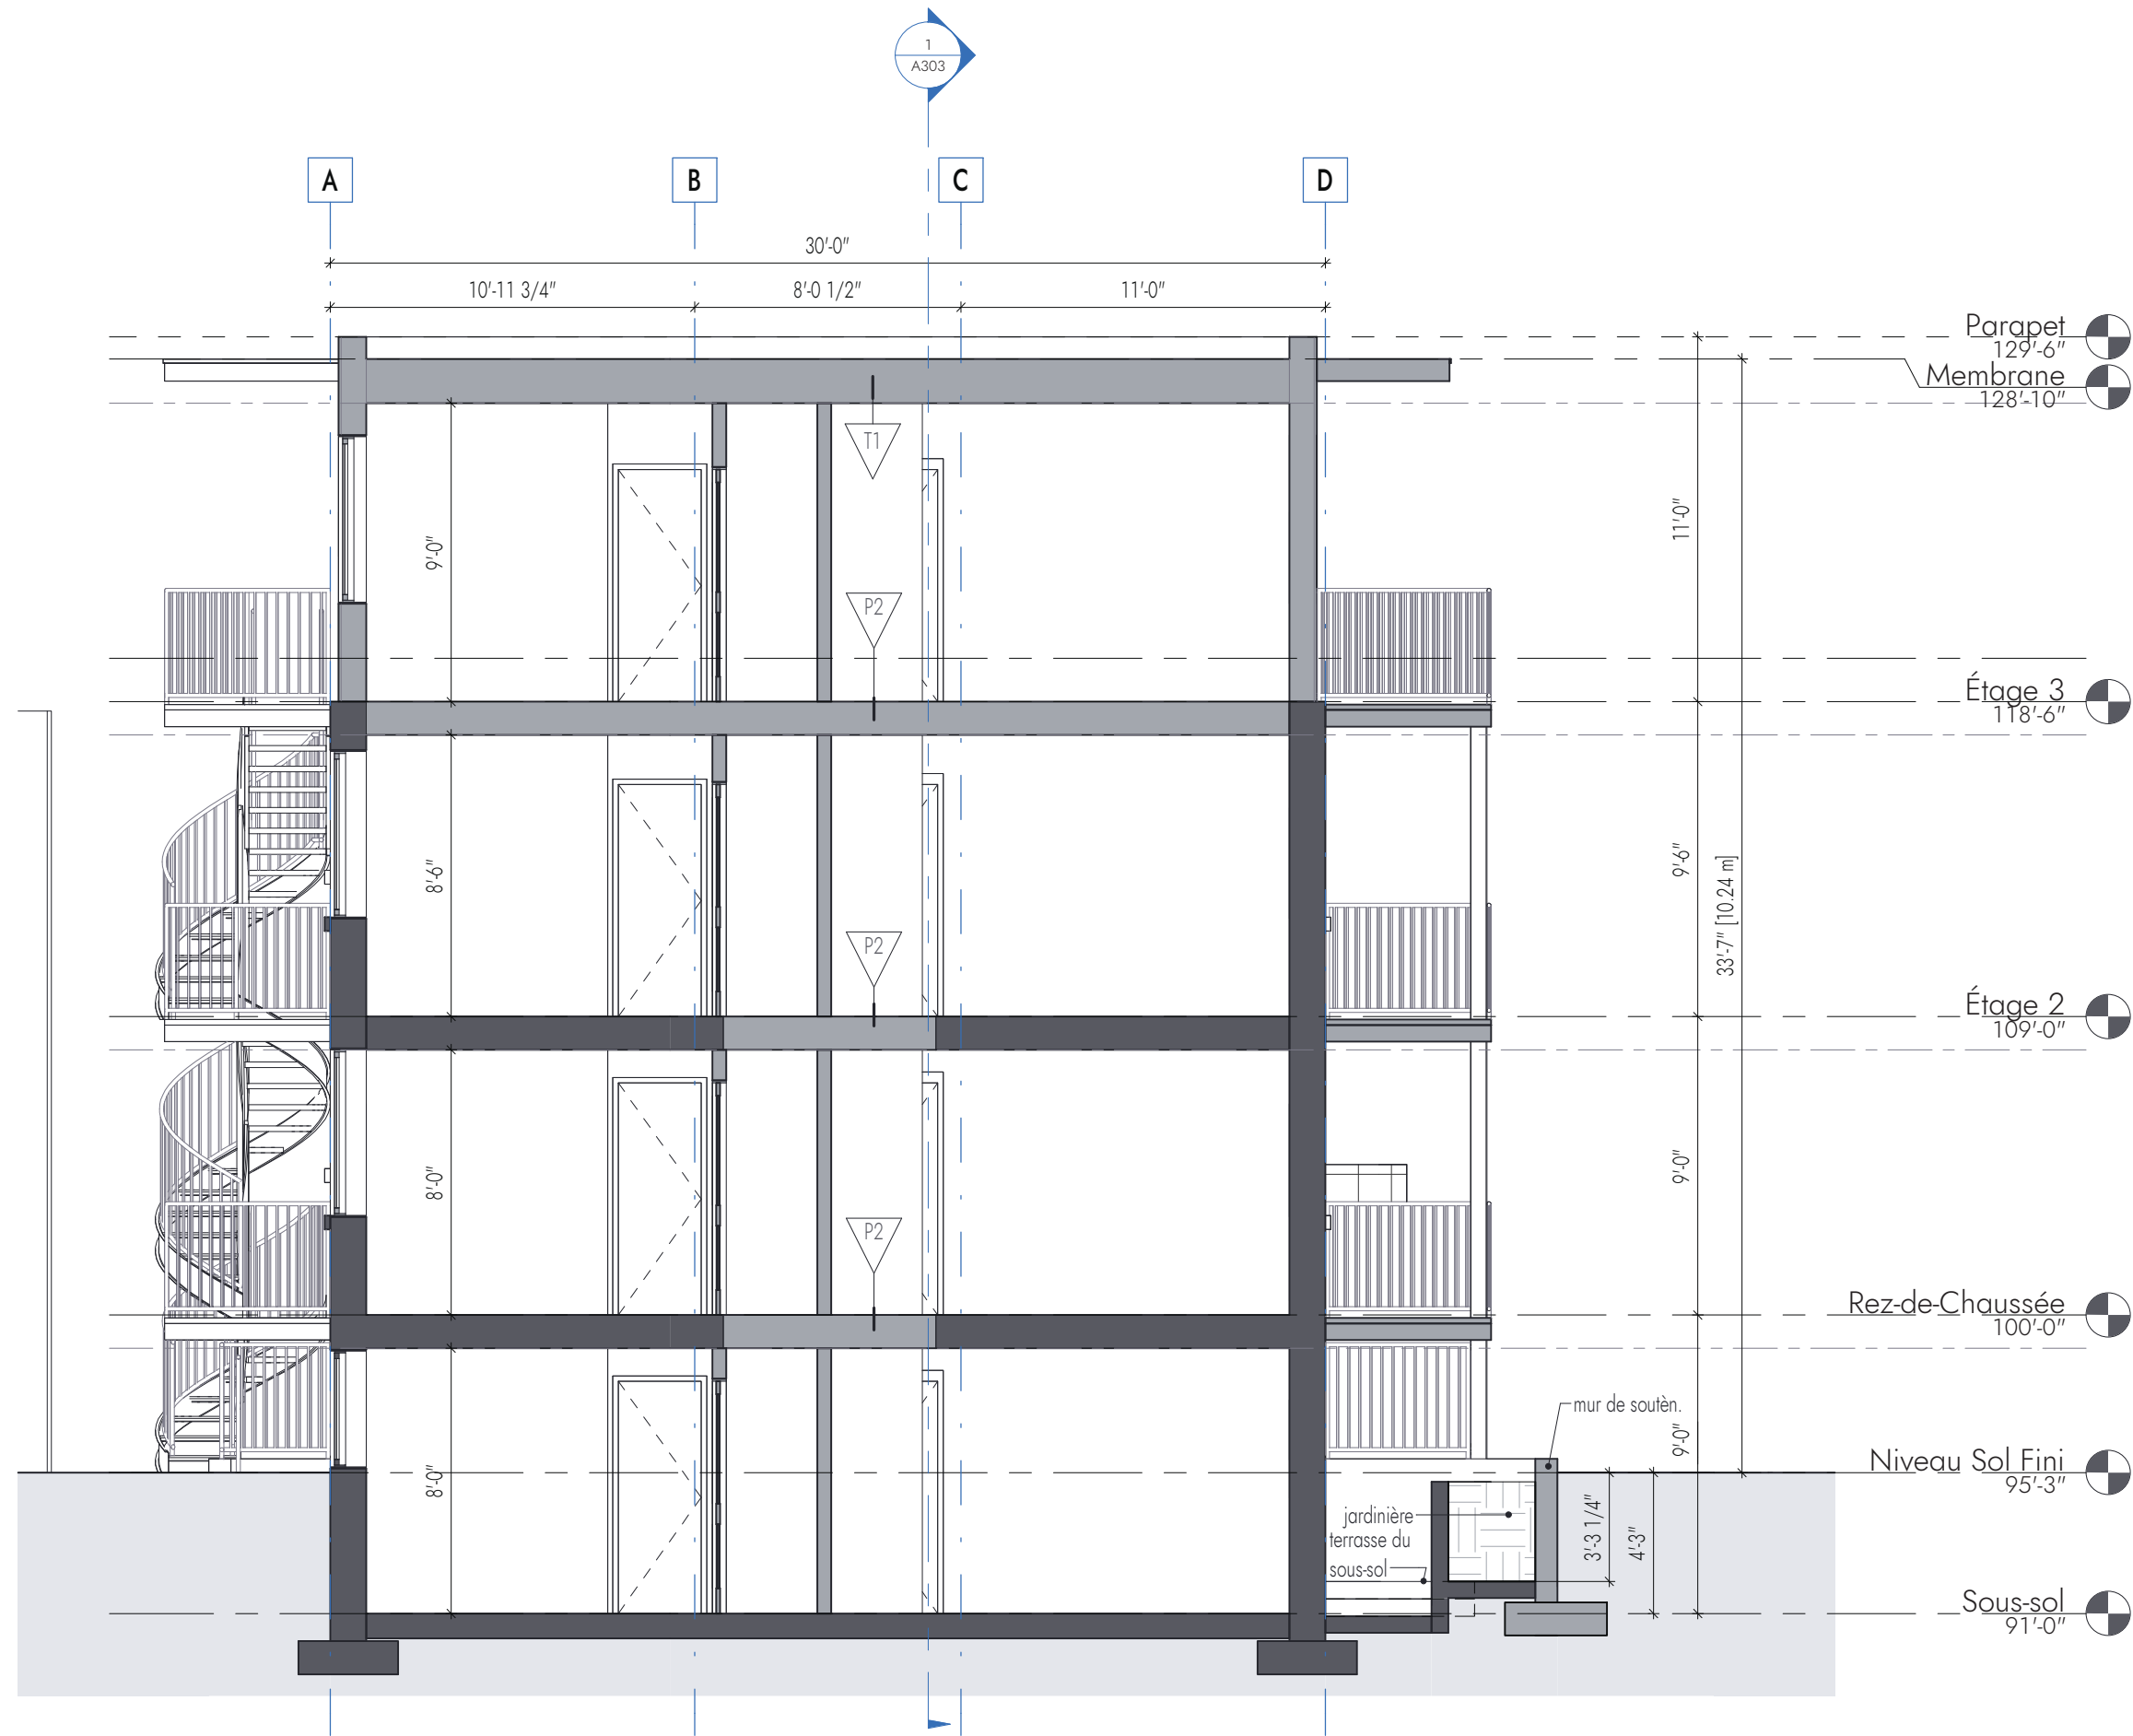 1
A303
A
B
C
D
30'-0"
10'-11 3/4"
8'-0 1/2"
11'-0"
Parapet
129'-6"
Membrane
128'-10"
T1
9'-0"
11'-0"
P2
Étage 3
118'-6"
8'-6"
9'-6"
33'-7" [10.24 m]
P2
Étage 2
109'-0"
8'-0"
9'-0"
P2
Rez-de-Chaussée
100'-0"
mur de soutèn.
9'-0"
Niveau Sol Fini
95'-3"
8'-0"
jardinière
terrasse du
sous-sol
3'-3 1/4"
4'-3"
Sous-sol
91'-0"